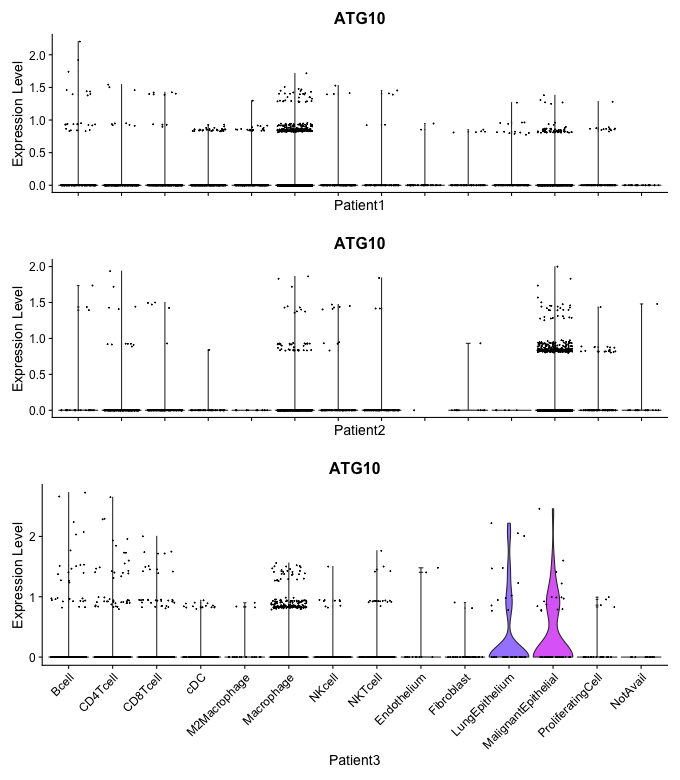 ATG10
Expression Level
2.0
1.5
1.0
0.5
0.0
Patient1
ATG10
Expression Level
2.0
1.5
1.0
0.5
0.0
Patient2
ATG10
Expression Level
2
1
0
Bcell
CD4Tcell
CD8Tcell
cDC
M2Macrophage
Macrophage
NKcell
NKTcell
Endothelium
Fibroblast
LungEpithelium
MalignantEpithelial
ProliferatingCell
NotAvail
Patient3